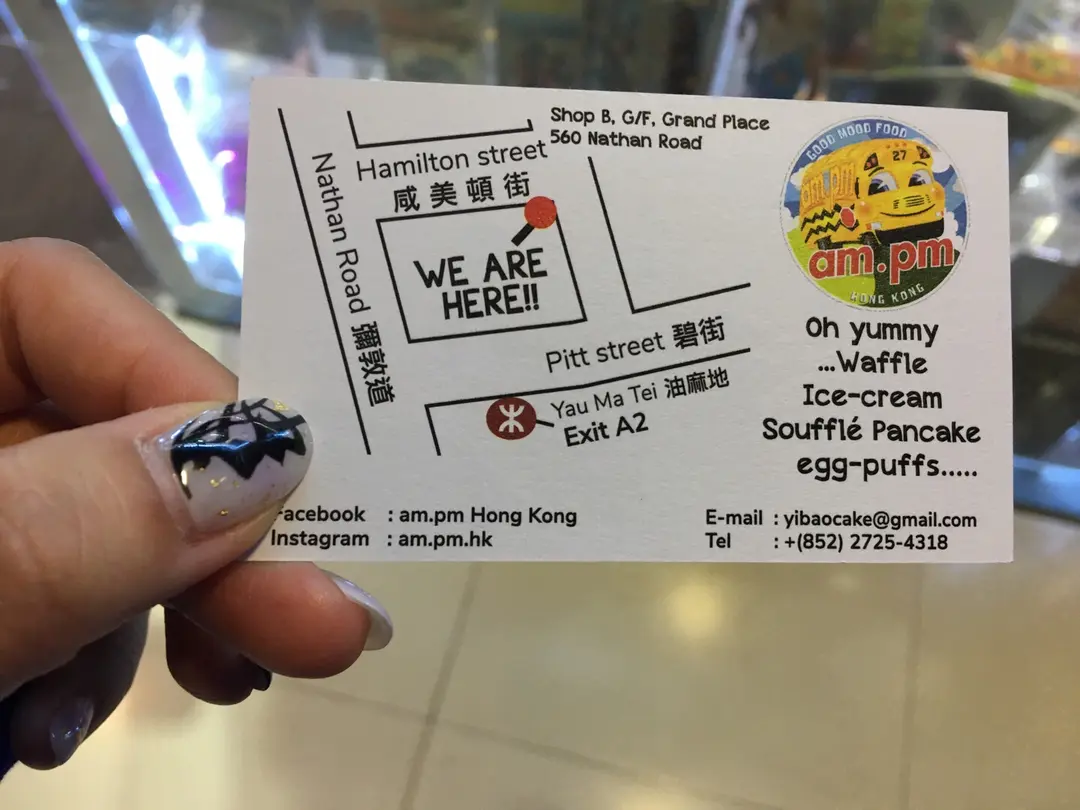 Shop B, G/F, Grand Place
560 Nathan Road
Hamilton street
咸美頓街
Nathan Road 彌敦道
WE ARE
HERE!!
Pitt street 碧街
Yau Ma Tei 油麻地
Exit A2
GOOD MOOD FOOD
27
am.pm
am.pm
HONG KONG
Oh yummy
...Waffle
Ice-cream
Soufflé Pancake
egg-puffs.....
Facebook : am.pm Hong Kong
Instagram : am.pm.hk
E-mail : yibaocake@gmail.com
Tel : +(852) 2725-4318